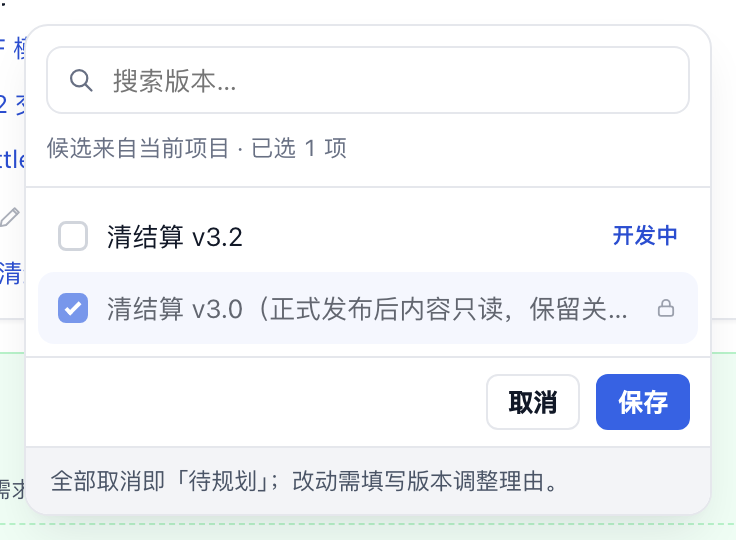 搜索版本...
候选来自当前项目 · 已选 1 项
清结算 v3.2
开发中
清结算 v3.0（正式发布后内容只读，保留关...
取消
保存
全部取消即「待规划」；改动需填写版本调整理由。
清